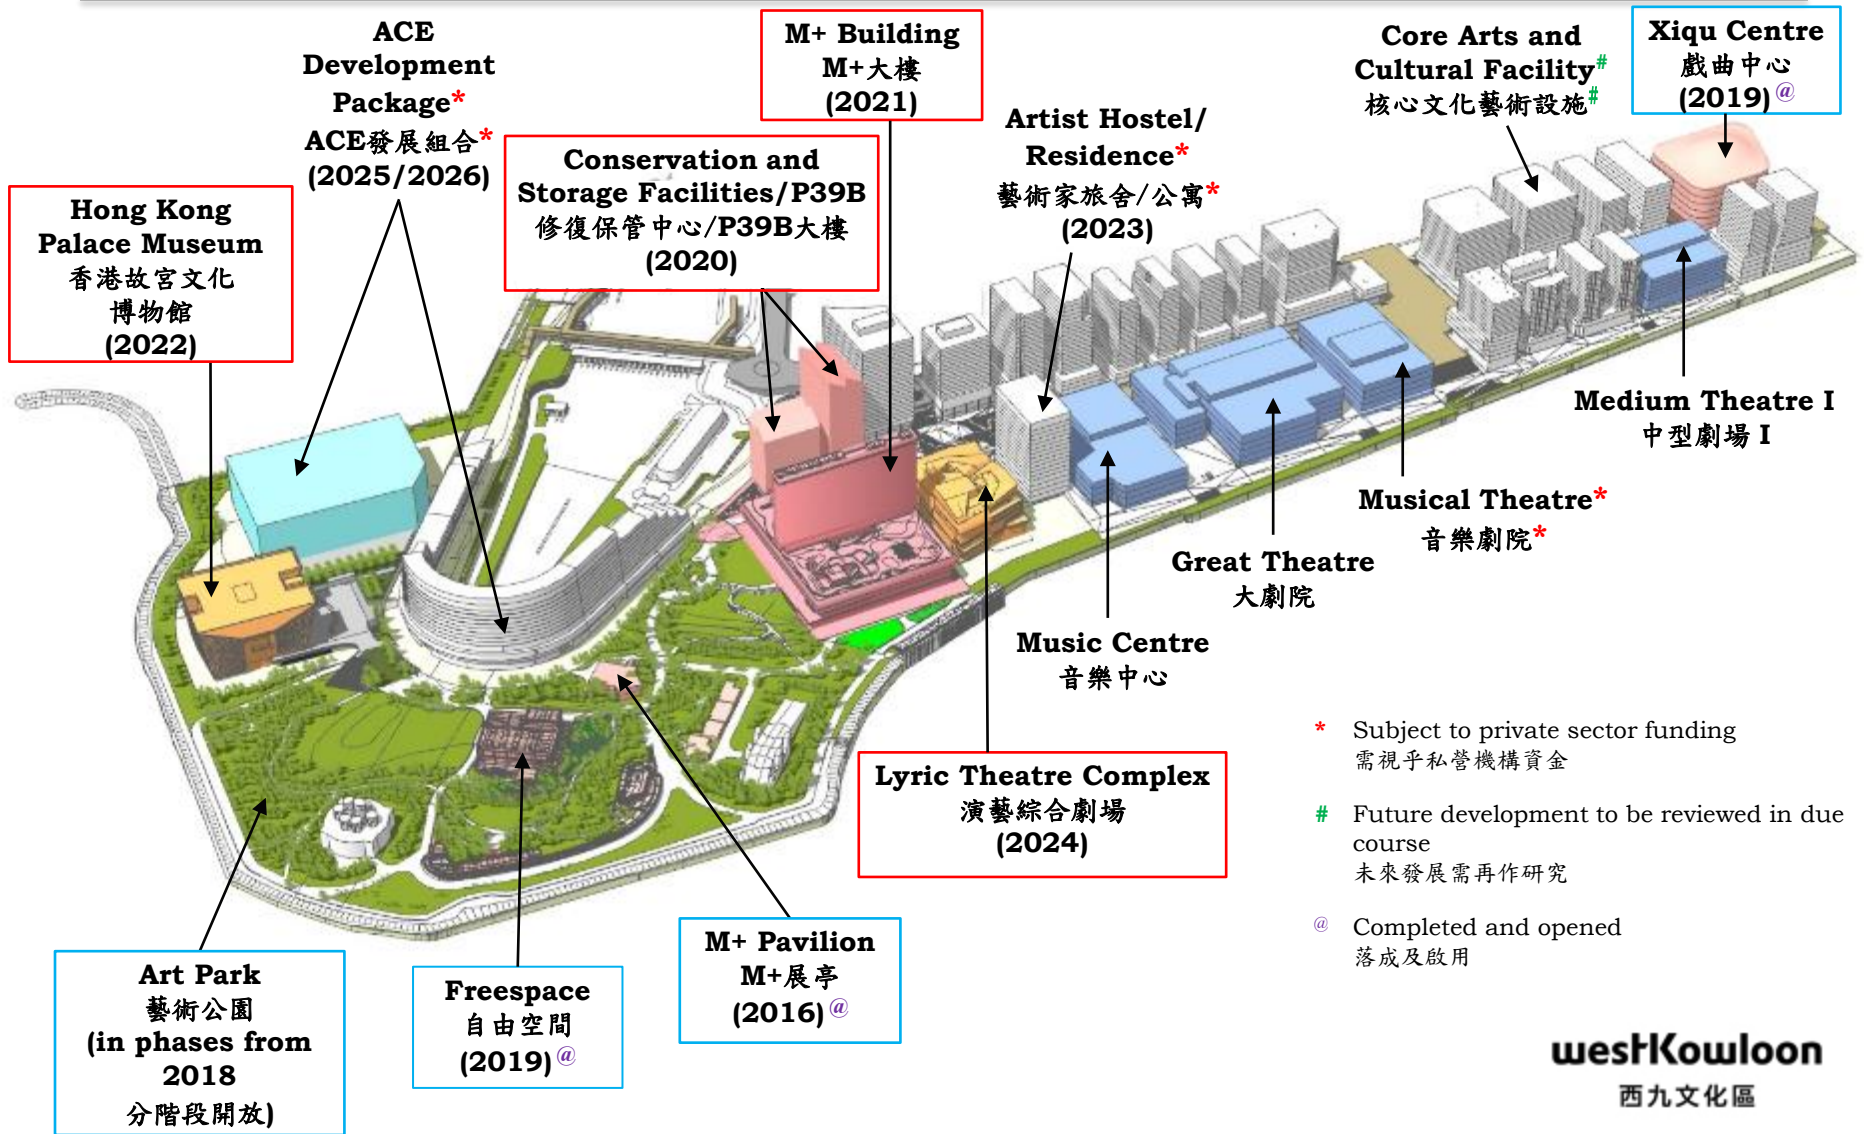 ACE
Development
Package*
ACE發展組合*
(2025/2026)
M+ Building
M+大樓
(2021)
Core Arts and
Cultural Facility#
核心文化藝術設施#
Xiqu Centre
戲曲中心
(2019)@
Artist Hostel/
Residence*
藝術家旅舍/公寓*
(2023)
Conservation and
Storage Facilities/P39B
修復保管中心/P39B大樓
(2020)
Hong Kong
Palace Museum
香港故宮文化
博物館
(2022)
Medium Theatre I
中型劇場 I
Musical Theatre*
音樂劇院*
Great Theatre
大劇院
Music Centre
音樂中心
Lyric Theatre Complex
演藝綜合劇場
(2024)
* Subject to private sector funding
需視乎私營機構資金
# Future development to be reviewed in due
course
未來發展需再作研究
@ Completed and opened
落成及啟用
Art Park
藝術公園
(in phases from
2018
分階段開放)
Freespace
自由空間
(2019)@
M+ Pavilion
M+展亭
(2016)@
westKowloon
西九文化區